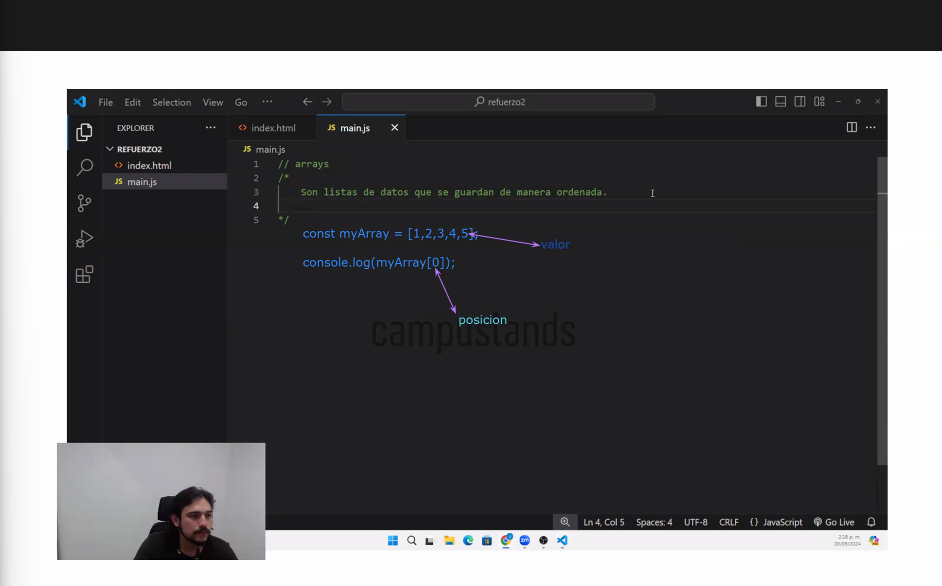 File Edit Selection View Go ··· refuerzo2
EXPLORER ···
index.html main.js
REFUERZO2
index.html
main.js
main.js
1 // arrays
2 /*
3 Son listas de datos que se guardan de manera ordenada.
4
5 */
const myArray = [1,2,3,4,5];
valor
console.log(myArray[0]);
posicion
campuslands
Ln 4, Col 5 Spaces: 4 UTF-8 CRLF {} JavaScript Go Live
2:18 p. m.
20/09/2024